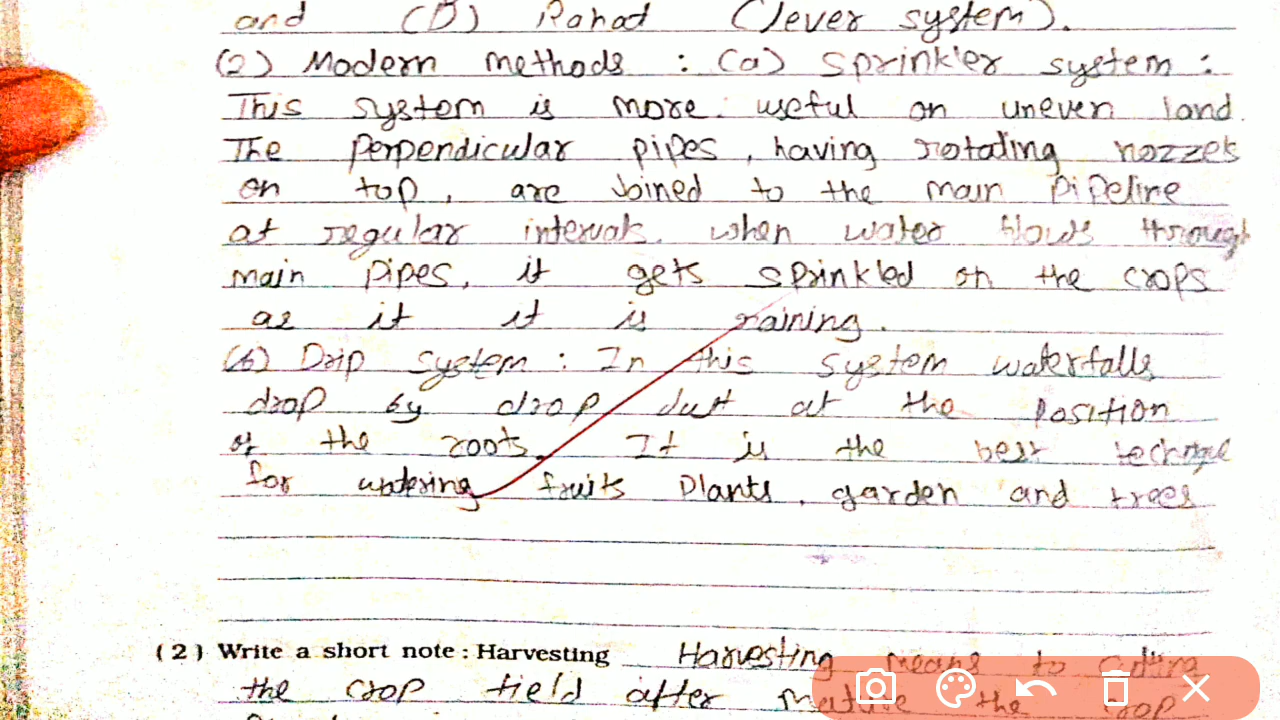 and (D) Rahat (lever system).
(2) Modern methods : (a) sprinkler system :
This system is more useful on uneven land.
The perpendicular pipes, having rotating nozzels
on top, are joined to the main pipeline
at regular intervals. when water flows through
main pipes, it gets sprinkled on the crops
as it it is raining.
(b) Drip system : In this system waterfalls
drop by drop Just at the position
of the roots. It is the best
for watering fruits Plants, garden and trees
(2) Write a short note : Harvesting Harvesting means to cutting
the crop field after mature the crop